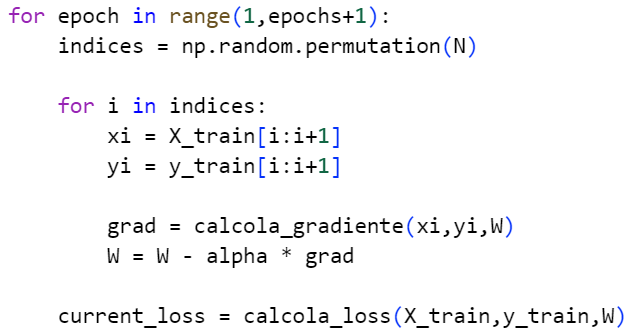 for epoch in range(1,epochs+1):
    indices = np.random.permutation(N)

    for i in indices:
        xi = X_train[i:i+1]
        yi = y_train[i:i+1]

        grad = calcola_gradiente(xi,yi,W)
        W = W - alpha * grad

    current_loss = calcola_loss(X_train,y_train,W)